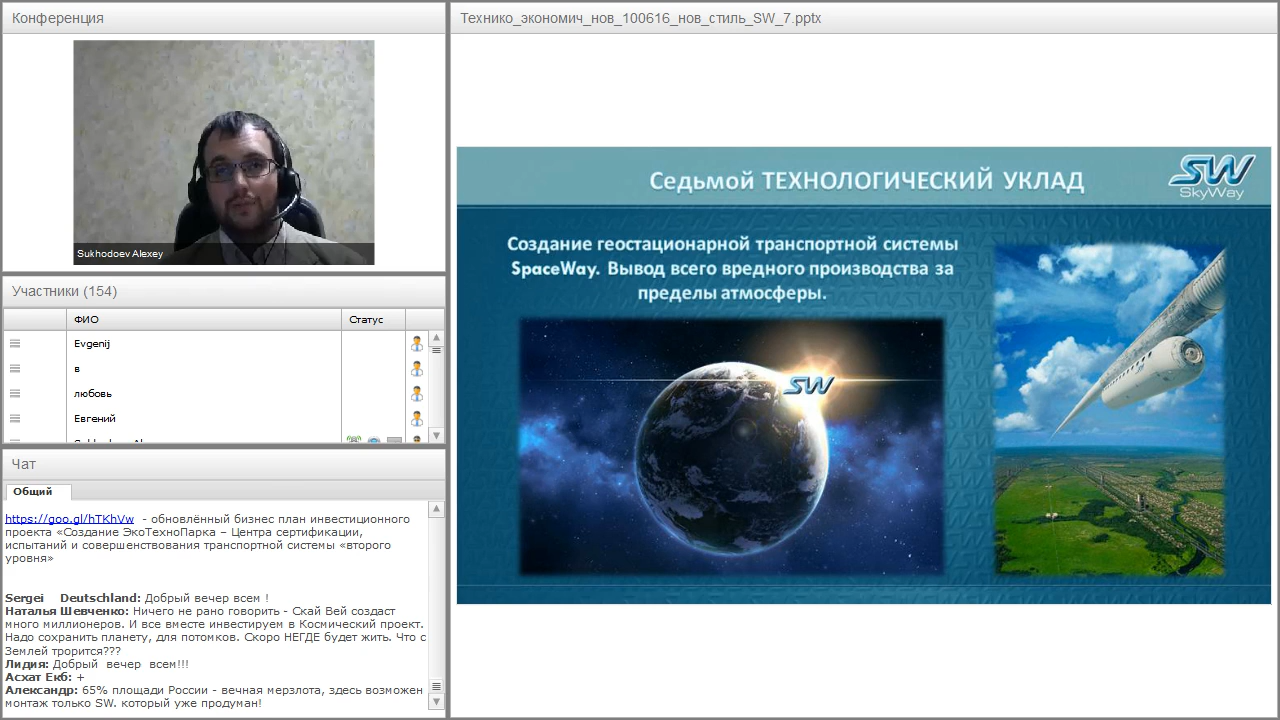 Конференция
Sukhodoev Alexey
Участники (154)
ФИО
Статус
Evgenij
в
любовь
Евгений
Чат
Общий
https://goo.gl/hTKhVw - обновлённый бизнес план инвестиционного
проекта «Создание ЭкоТехноПарка – Центра сертификации,
испытаний и совершенствования транспортной системы «второго
уровня»
Sergei Deutschland: Добрый вечер всем !
Наталья Шевченко: Ничего не рано говорить - Скай Вей создаст
много миллионеров. И все вместе инвестируем в Космический проект.
Надо сохранить планету, для потомков. Скоро НЕГДЕ будет жить. Что с
Землей трорится???
Лидия: Добрый вечер всем!!!
Асхат Екб: +
Александр: 65% площади России - вечная мерзлота, здесь возможен
монтаж только SW. который уже продуман!
Технико_экономич_нов_100616_нов_стиль_SW_7.pptx
Седьмой ТЕХНОЛОГИЧЕСКИЙ УКЛАД
SW
SkyWay
Создание геостационарной транспортной системы
SpaceWay. Вывод всего вредного производства за
пределы атмосферы.
SW